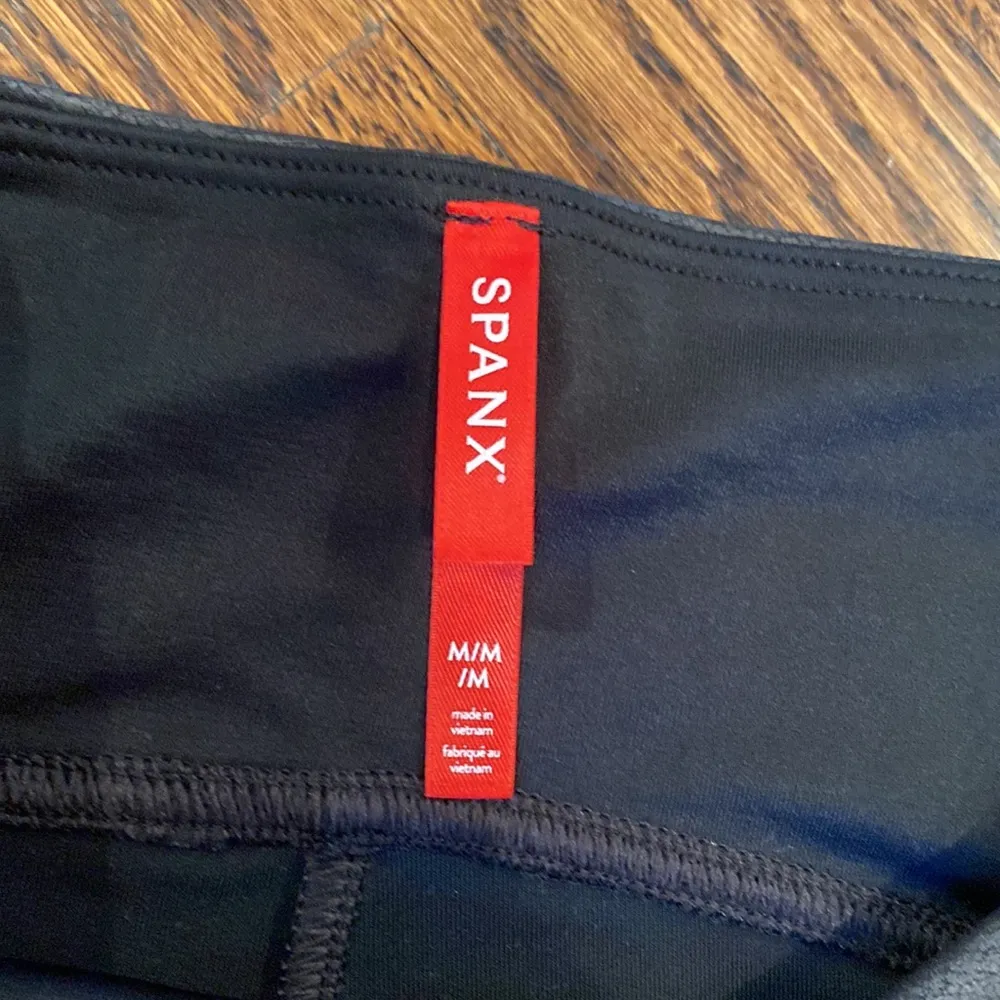 SPANX®
M/M
/M
made in
vietnam
fabriqué au
vietnam